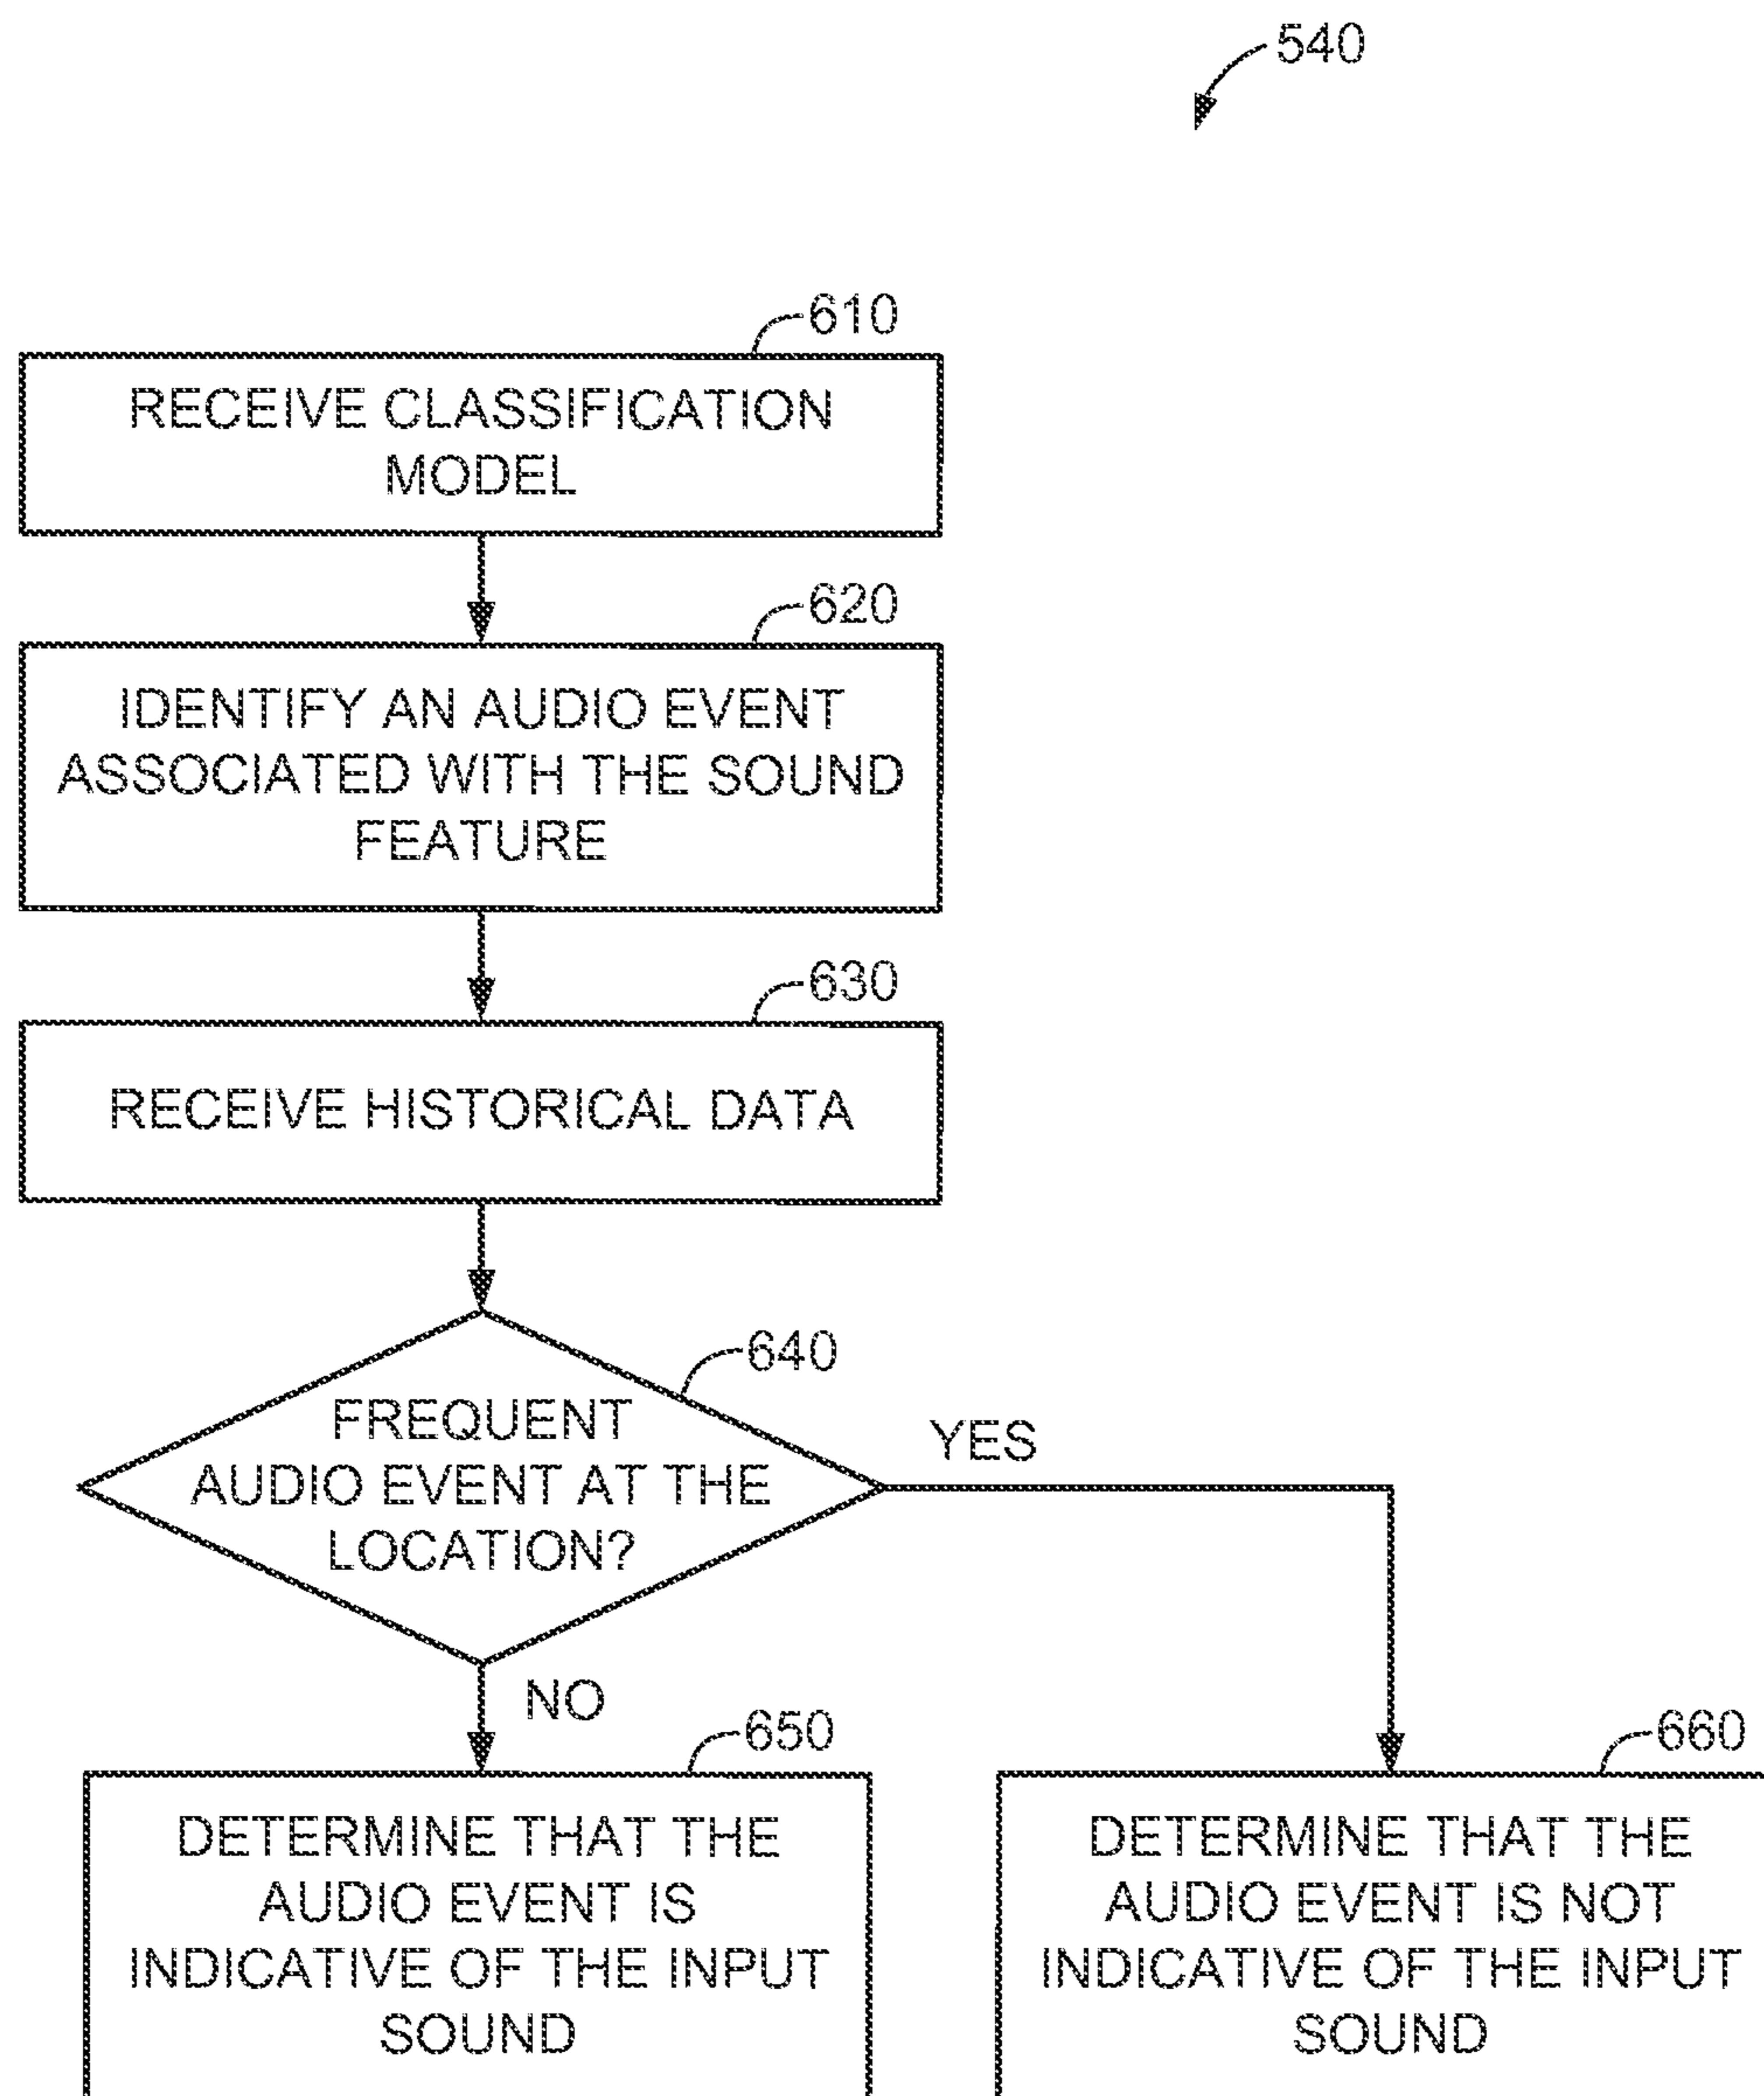 540
610
RECEIVE CLASSIFICATION
MODEL
620
IDENTIFY AN AUDIO EVENT
ASSOCIATED WITH THE SOUND
FEATURE
630
RECEIVE HISTORICAL DATA
640
FREQUENT
AUDIO EVENT AT THE
LOCATION?
YES
NO
650
DETERMINE THAT THE
AUDIO EVENT IS
INDICATIVE OF THE INPUT
SOUND
660
DETERMINE THAT THE
AUDIO EVENT IS NOT
INDICATIVE OF THE INPUT
SOUND